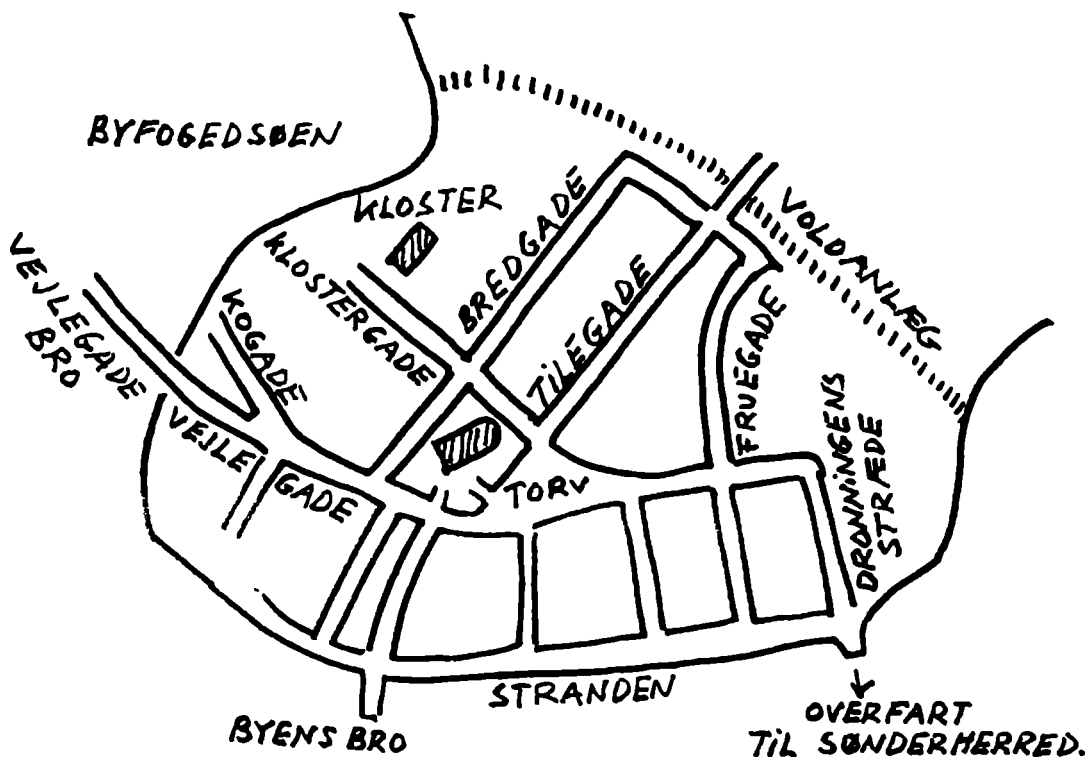 BYFOGEDSØEN
KLOSTER
VEJLEGADE
BRO
KLOSTERGADE
KOGADE
BREDGADE
TILEGADE
VOLDANLÆG
FRUEGADE
VEJLE
GADE
TORV
DRONNINGENS
STRÆDE
STRANDEN
BYENS BRO
OVERFART
TIL SØNDERHERRED.